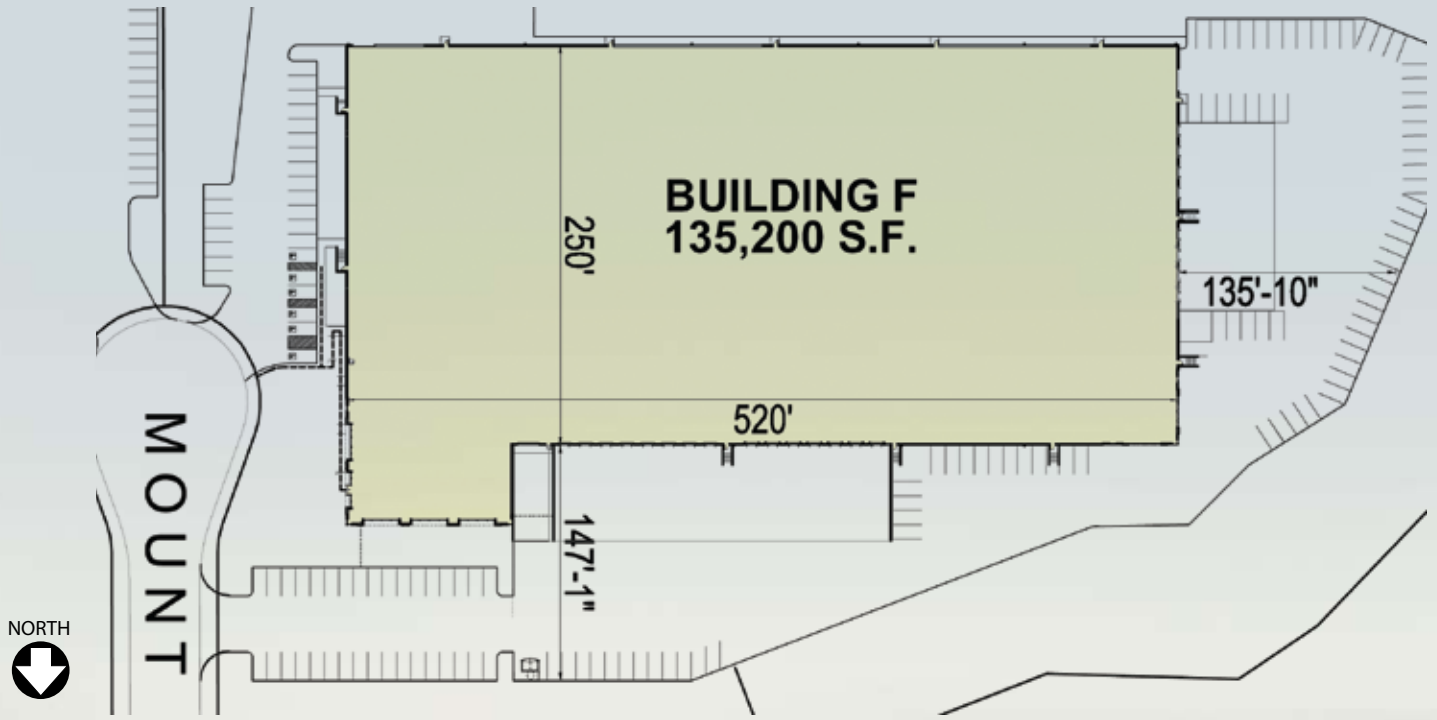 BUILDING F
135,200 S.F.
250'
135'-10"
520'
147'-1"
MOUNT
NORTH